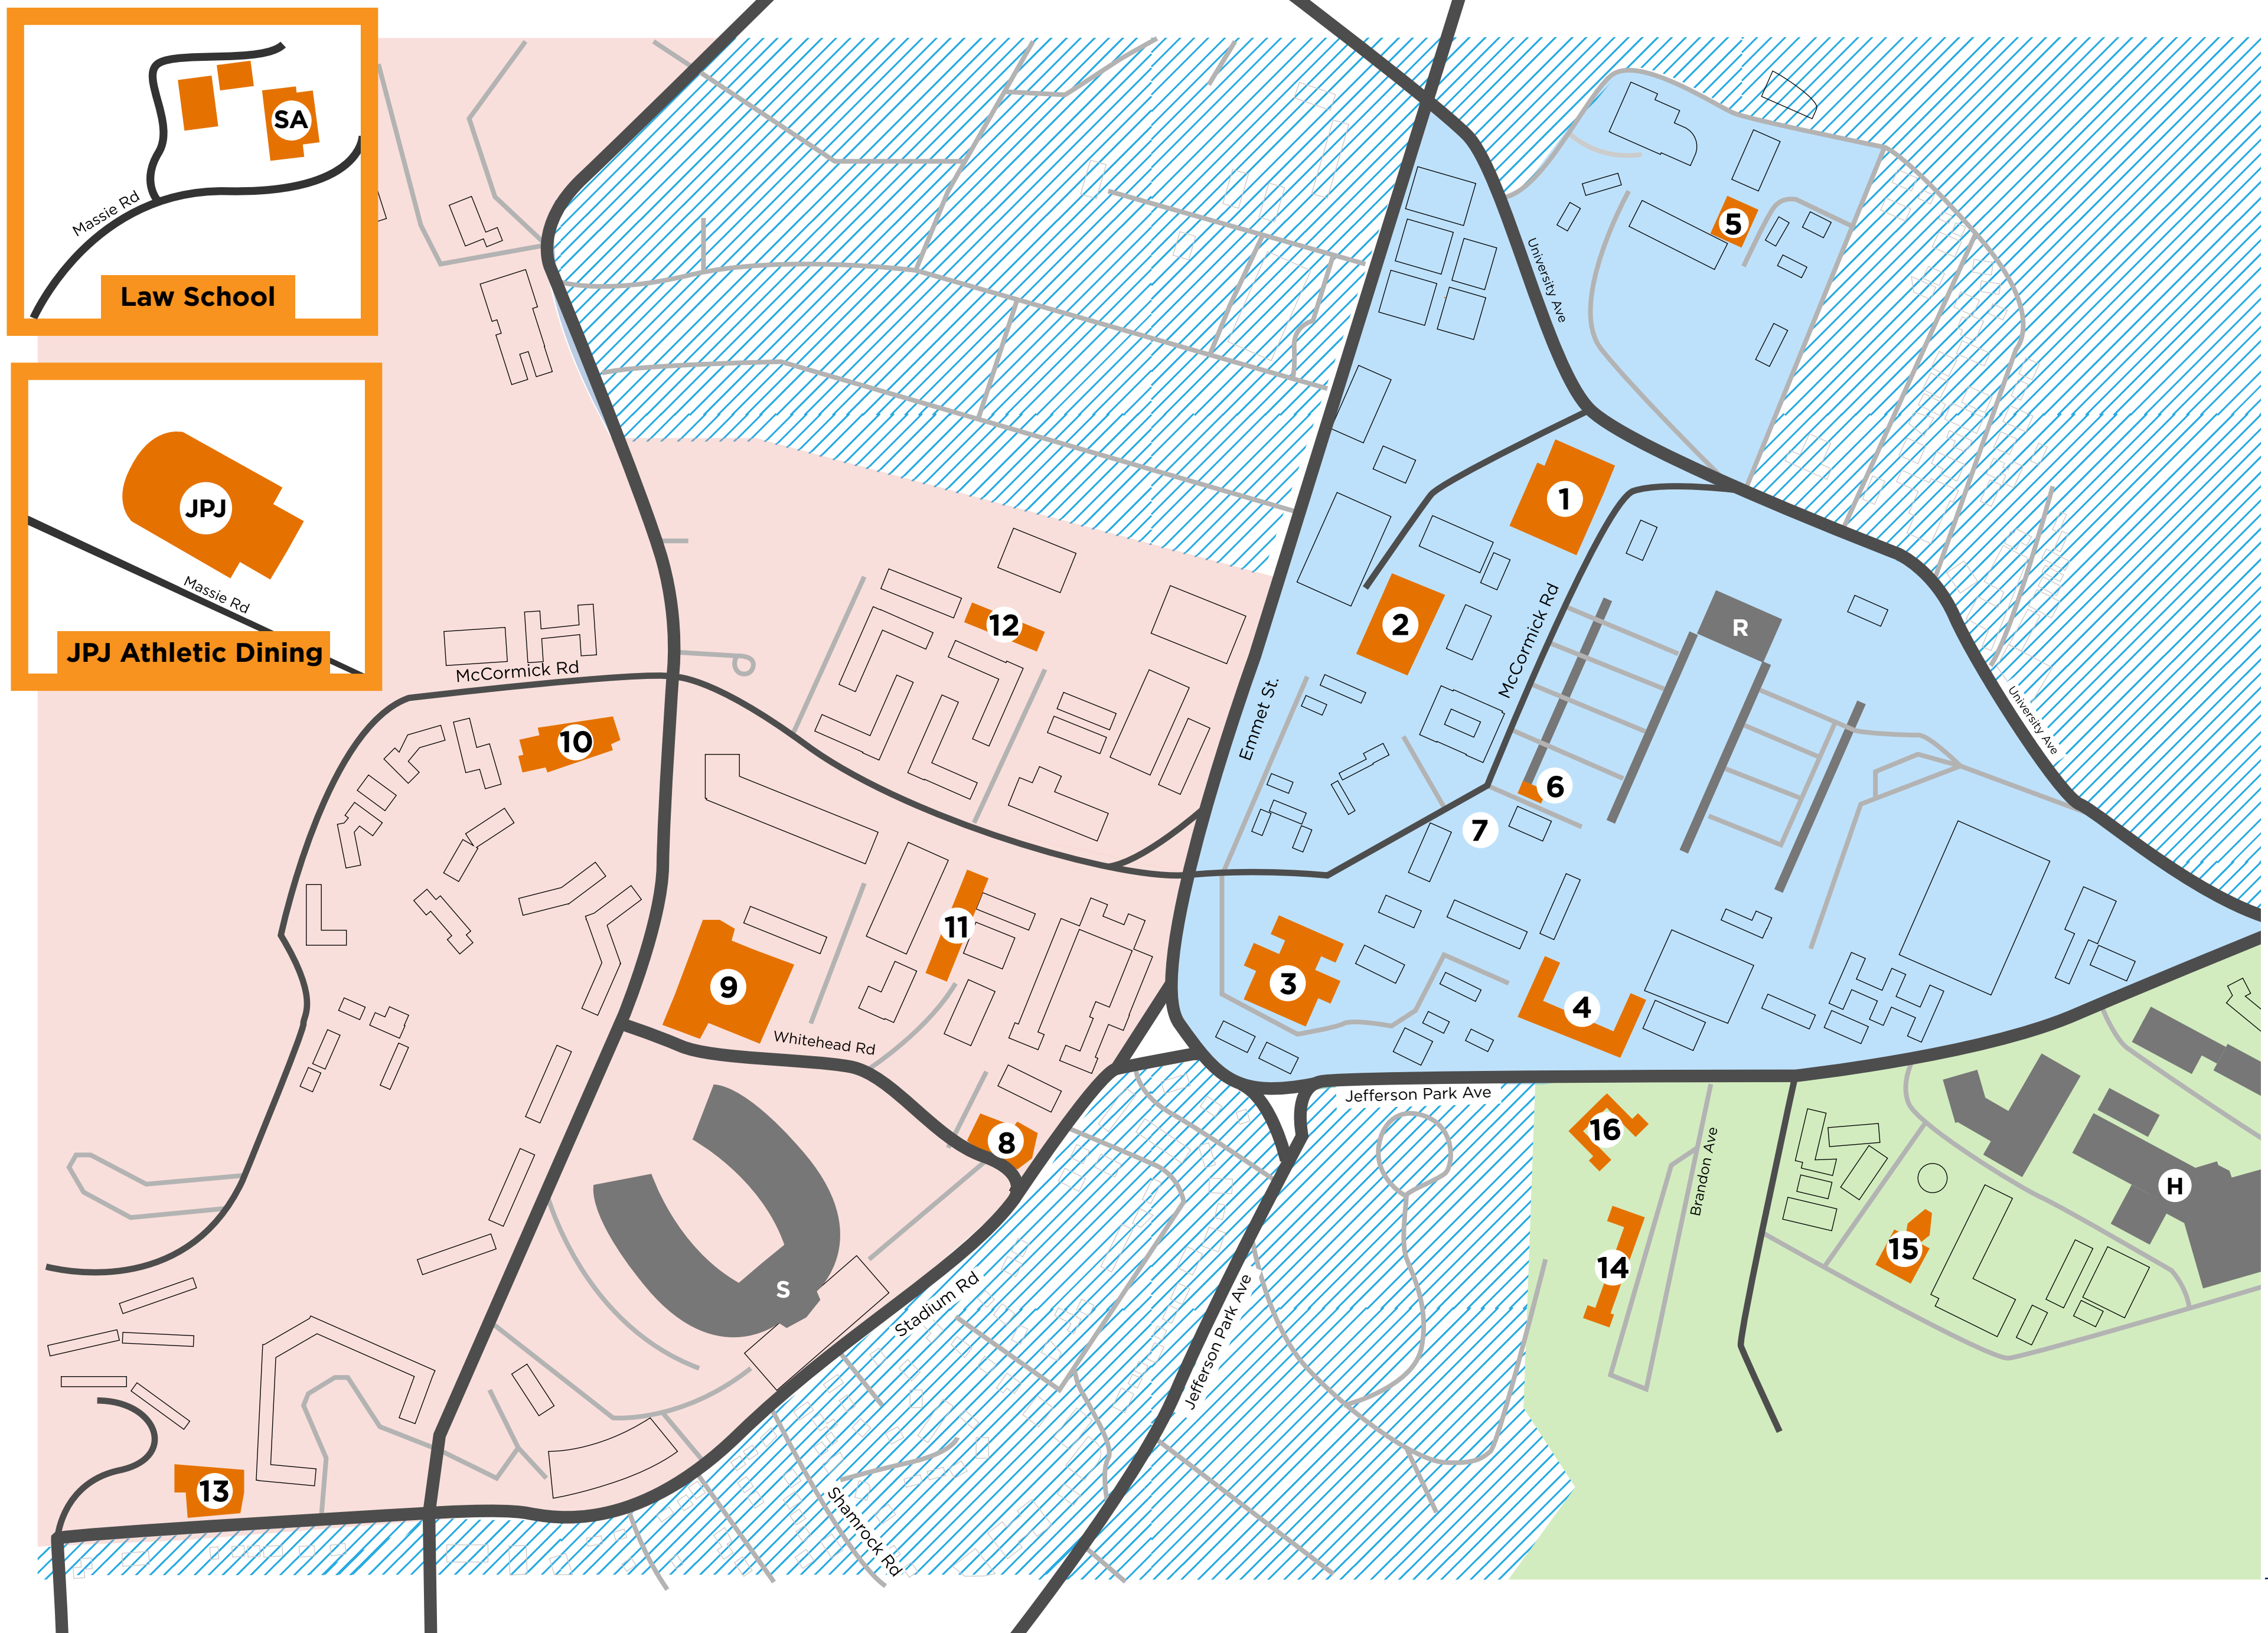 SA
Massie Rd
Law School
JPJ
Massie Rd
JPJ Athletic Dining
5
University Ave
1
2
12
R
McCormick Rd
McCormick Rd
Emmet St.
University Ave
10
6
7
11
9
3
4
Whitehead Rd
Jefferson Park Ave
8
16
Brandon Ave
H
15
14
S
Stadium Rd
Jefferson Park Ave
13
Shamrock Rd